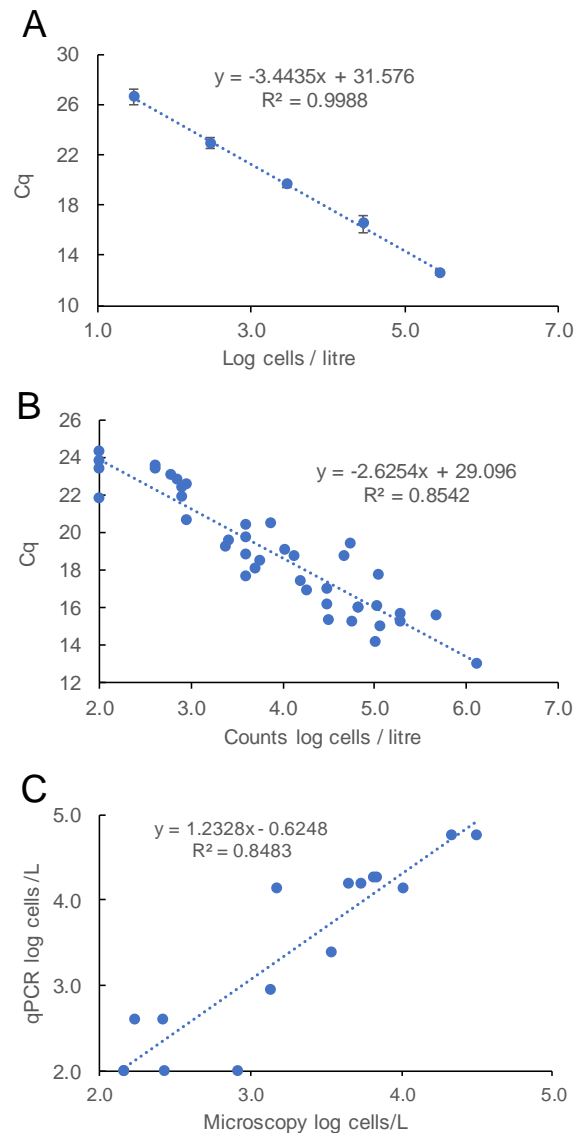 A
30
26
22
18
14
10
Cq
y = -3.4435x + 31.576
R² = 0.9988
1.0 3.0 5.0 7.0
Log cells / litre
B
26
24
22
20
18
16
14
12
Cq
y = -2.6254x + 29.096
R² = 0.8542
2.0 3.0 4.0 5.0 6.0 7.0
Counts log cells / litre
C
5.0
4.0
3.0
2.0
qPCR log cells /L
y = 1.2328x - 0.6248
R² = 0.8483
2.0 3.0 4.0 5.0
Microscopy log cells/L